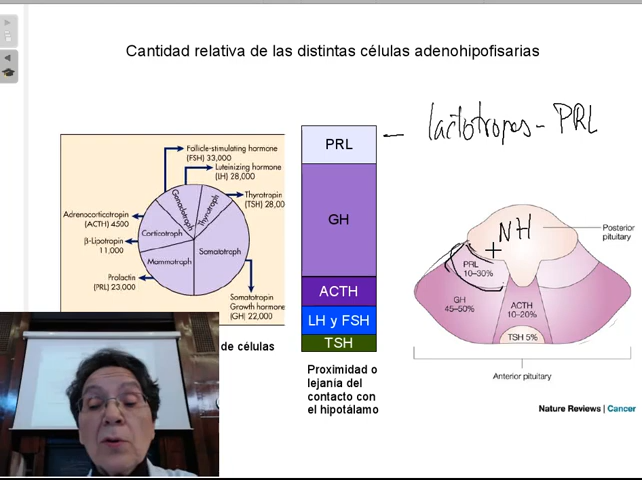 Cantidad relativa de las distintas células adenohipofisarias
lactotropos - PRL
Follicle-stimulating hormone
(FSH) 33,000
Luteinizing hormone
(LH) 28,000
Thyrotropin
(TSH) 28,00
Adrenocorticotropin
(ACTH) 4500
β-Lipotropin
11,000
Prolactin
(PRL) 23,000
Somatotropin
Growth hormone
(GH) 22,000
Gonadotroph
Thyrotroph
Corticotroph
Mammotroph
Somatotroph
de células
PRL
GH
ACTH
LH y FSH
TSH
Proximidad o
lejanía del
contacto con
el hipotálamo
NH
Posterior
pituitary
PRL
10–30%
GH
45–50%
ACTH
10–20%
TSH 5%
Anterior pituitary
Nature Reviews | Cancer